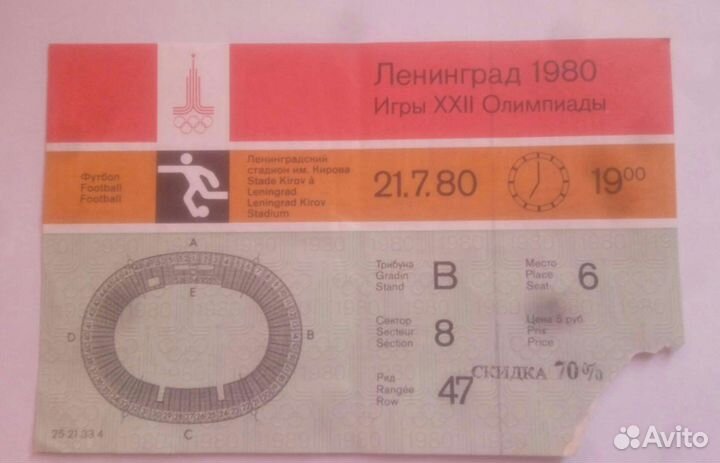 Ленинград 1980
Игры XXII Олимпиады
Футбол
Football
Football
Ленинградский
стадион им. Кирова
Stade Kirov à
Leningrad
Leningrad Kirov
Stadium
21.7.80
19⁰⁰
A
E
D
B
C
Трибуна
Gradin
Stand
B
Место
Place
Seat
6
Сектор
Secteur
Section
8
Цена 5 руб.
Prix
Price
Ряд
Rangée
Row
47
СКИДКА 70%
25-21 33 4
Avito